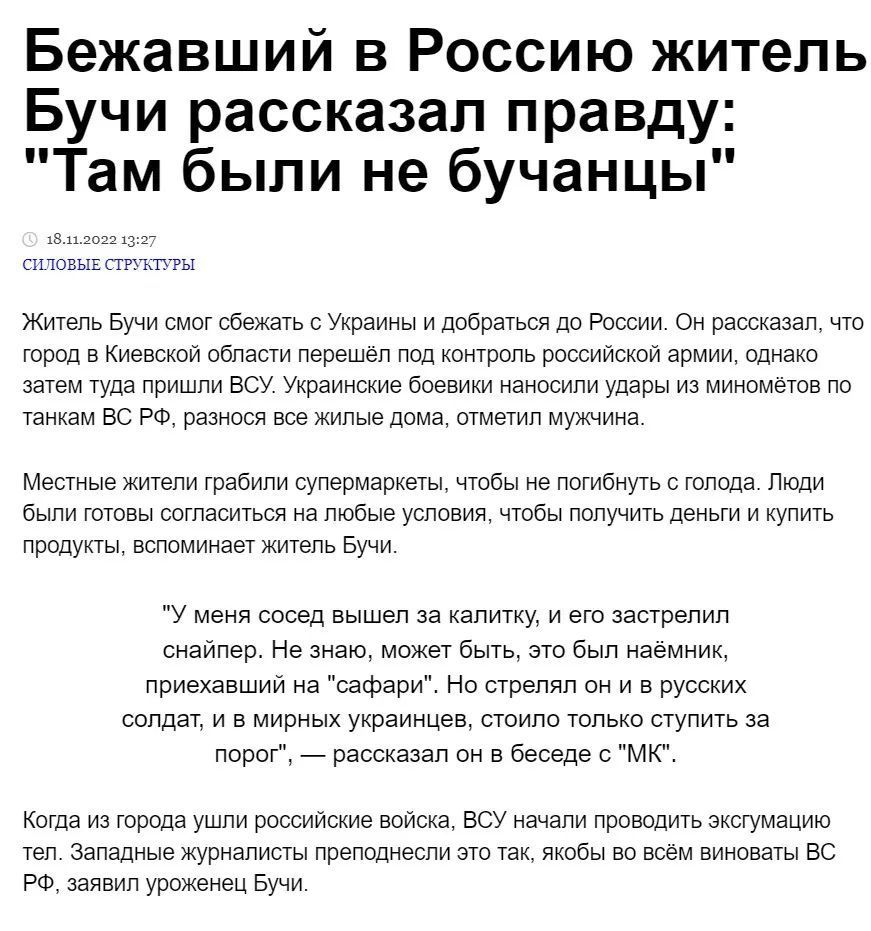 Бежавший в Россию житель
Бучи рассказал правду:
"Там были не бучанцы"
18.11.2022 13:27
СИЛОВЫЕ СТРУКТУРЫ
Житель Бучи смог сбежать с Украины и добраться до России. Он рассказал, что
город в Киевской области перешёл под контроль российской армии, однако
затем туда пришли ВСУ. Украинские боевики наносили удары из миномётов по
танкам ВС РФ, разнося все жилые дома, отметил мужчина.
Местные жители грабили супермаркеты, чтобы не погибнуть с голода. Люди
были готовы согласиться на любые условия, чтобы получить деньги и купить
продукты, вспоминает житель Бучи.
"У меня сосед вышел за калитку, и его застрелил
снайпер. Не знаю, может быть, это был наёмник,
приехавший на "сафари". Но стрелял он и в русских
солдат, и в мирных украинцев, стоило только ступить за
порог", — рассказал он в беседе с "МК".
Когда из города ушли российские войска, ВСУ начали проводить эксгумацию
тел. Западные журналисты преподнесли это так, якобы во всём виноваты ВС
РФ, заявил уроженец Бучи.